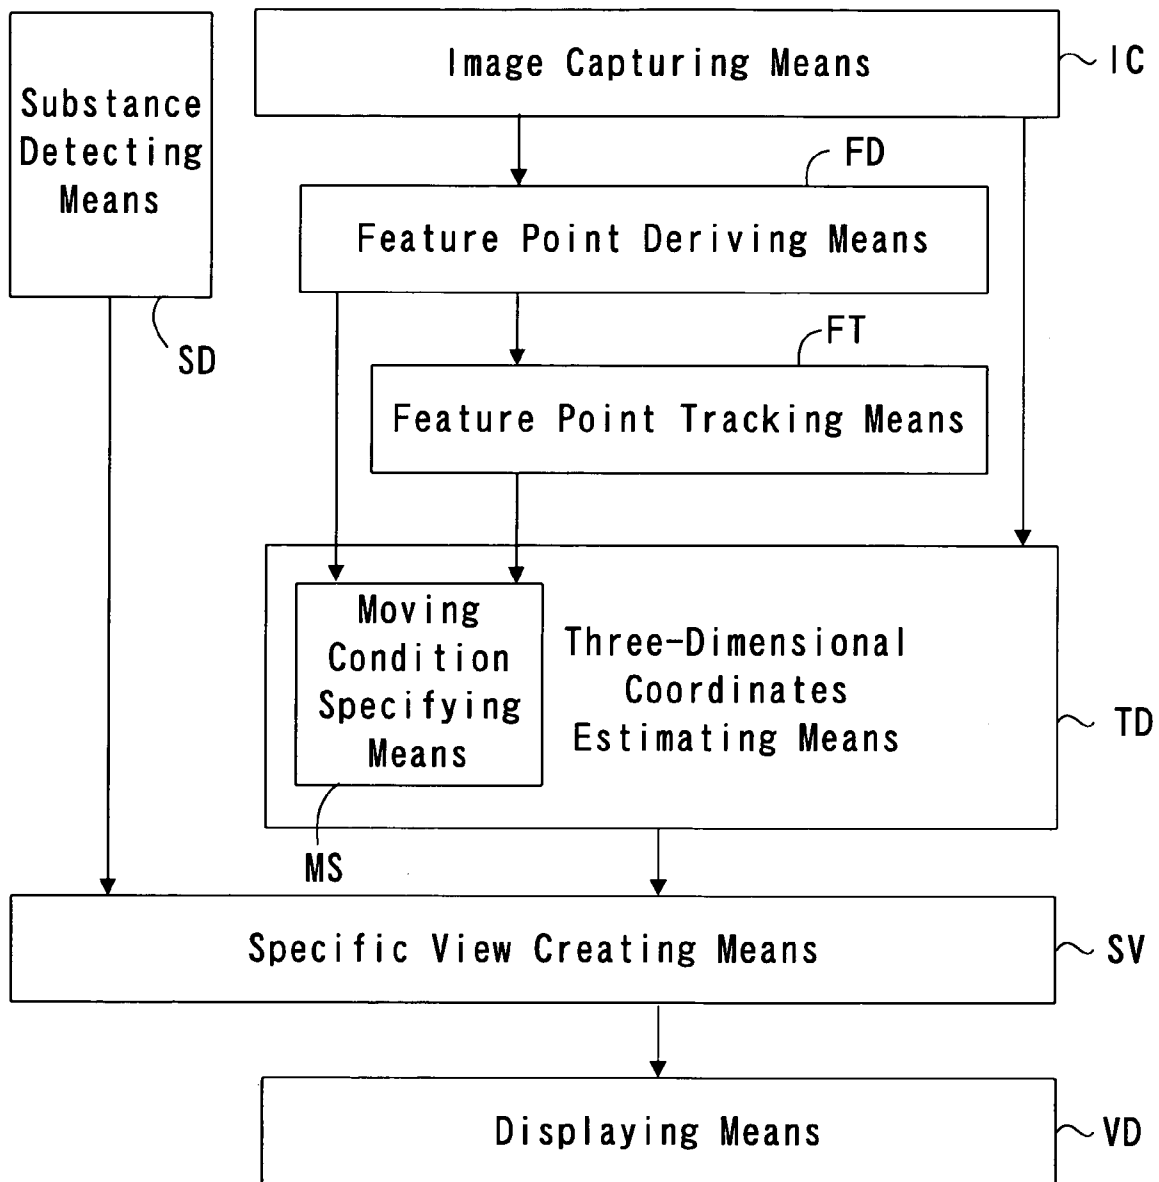 Image Capturing Means
IC
Substance
Detecting
Means
SD
FD
Feature Point Deriving Means
FT
Feature Point Tracking Means
Moving
Condition
Specifying
Means
MS
Three-Dimensional
Coordinates
Estimating Means
TD
Specific View Creating Means
SV
Displaying Means
VD